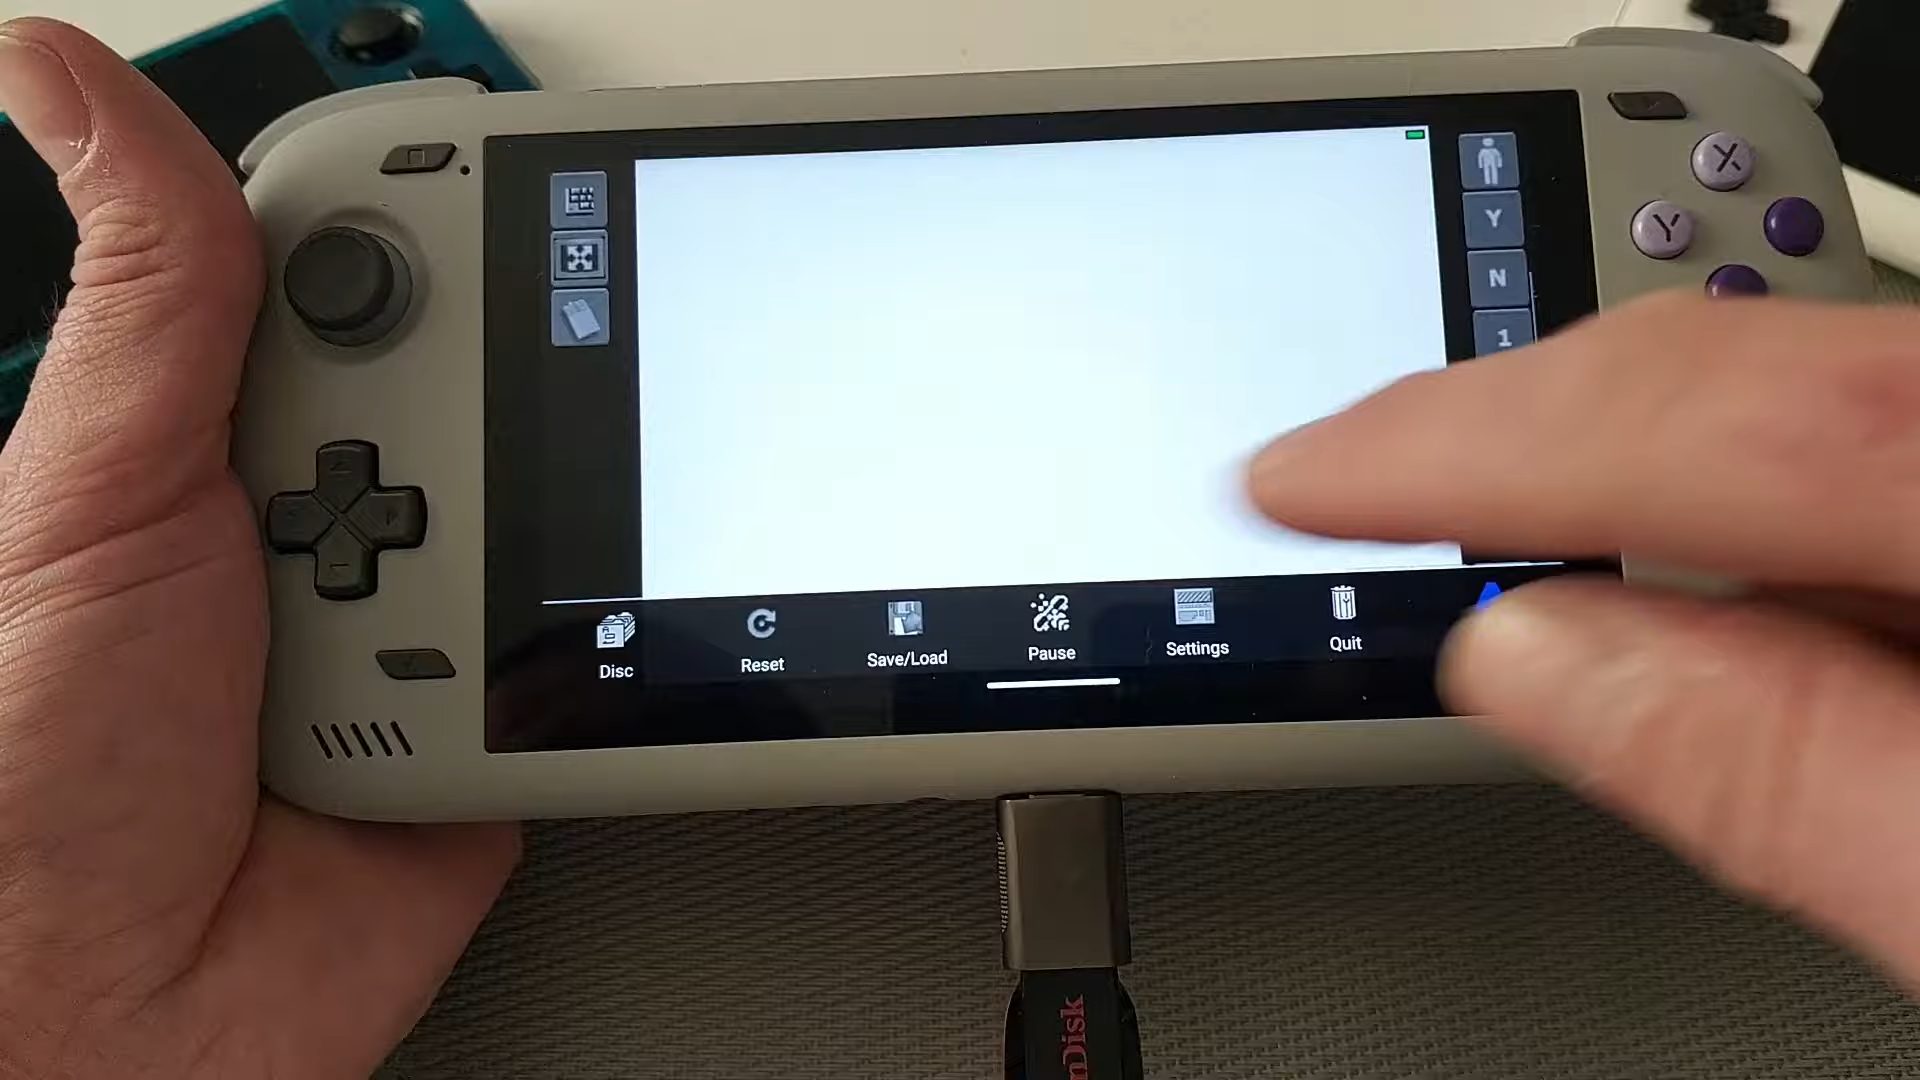 X
Y
Y
N
1
Disc
Reset
Save/Load
Pause
Settings
Quit
nDisk